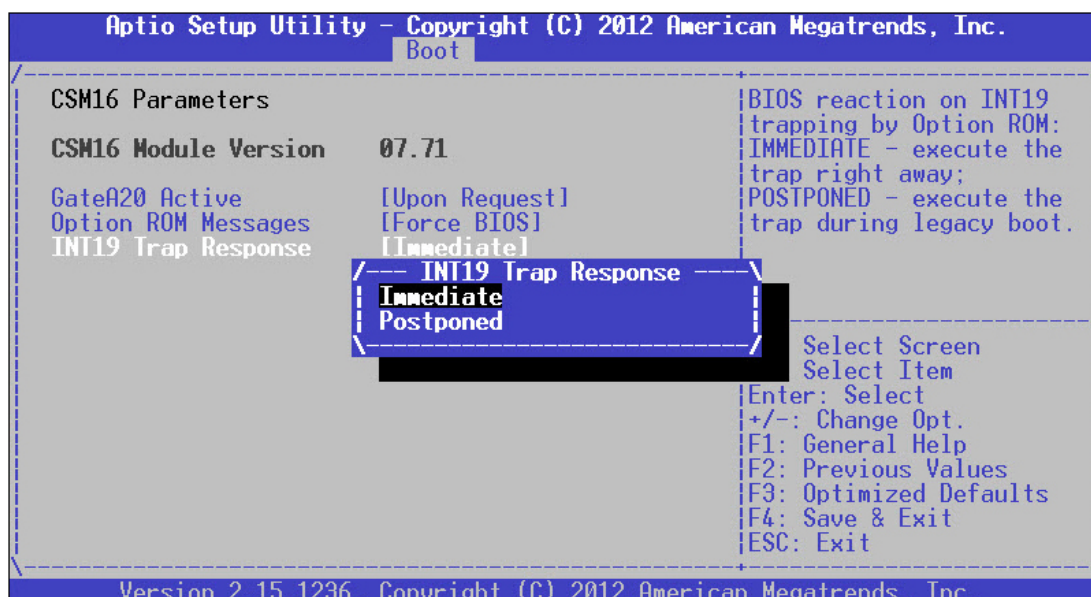 Aptio Setup Utility – Copyright (C) 2012 American Megatrends, Inc.
Boot
CSM16 Parameters
CSM16 Module Version 07.71
GateA20 Active [Upon Request]
Option ROM Messages [Force BIOS]
INT19 Trap Response [Immediate]
INT19 Trap Response
Immediate
Postponed
BIOS reaction on INT19
trapping by Option ROM:
IMMEDIATE – execute the
trap right away;
POSTPONED – execute the
trap during legacy boot.
Select Screen
Select Item
Enter: Select
+/-: Change Opt.
F1: General Help
F2: Previous Values
F3: Optimized Defaults
F4: Save & Exit
ESC: Exit
Version 2.15.1236. Copyright (C) 2012 American Megatrends, Inc.